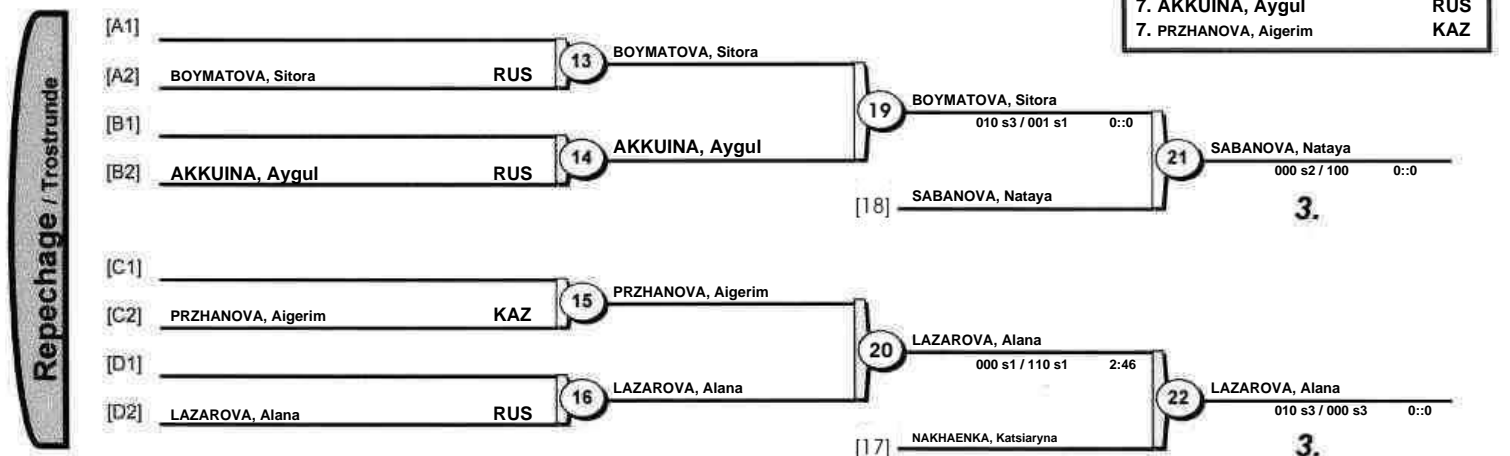 7. AKKUINA, Aygul RUS
7. PRZHANOVA, Aigerim KAZ
Repechage / Trostrunde
[A1]
[A2] BOYMATOVA, Sitora RUS
13 BOYMATOVA, Sitora
[B1]
[B2] AKKUINA, Aygul RUS
14 AKKUINA, Aygul
19 BOYMATOVA, Sitora
010 s3 / 001 s1 0::0
[18] SABANOVA, Nataya
21 SABANOVA, Nataya
000 s2 / 100 0::0
3.
[C1]
[C2] PRZHANOVA, Aigerim KAZ
15 PRZHANOVA, Aigerim
[D1]
[D2] LAZAROVA, Alana RUS
16 LAZAROVA, Alana
20 LAZAROVA, Alana
000 s1 / 110 s1 2:46
[17] NAKHAENKA, Katsiaryna
22 LAZAROVA, Alana
010 s3 / 000 s3 0::0
3.